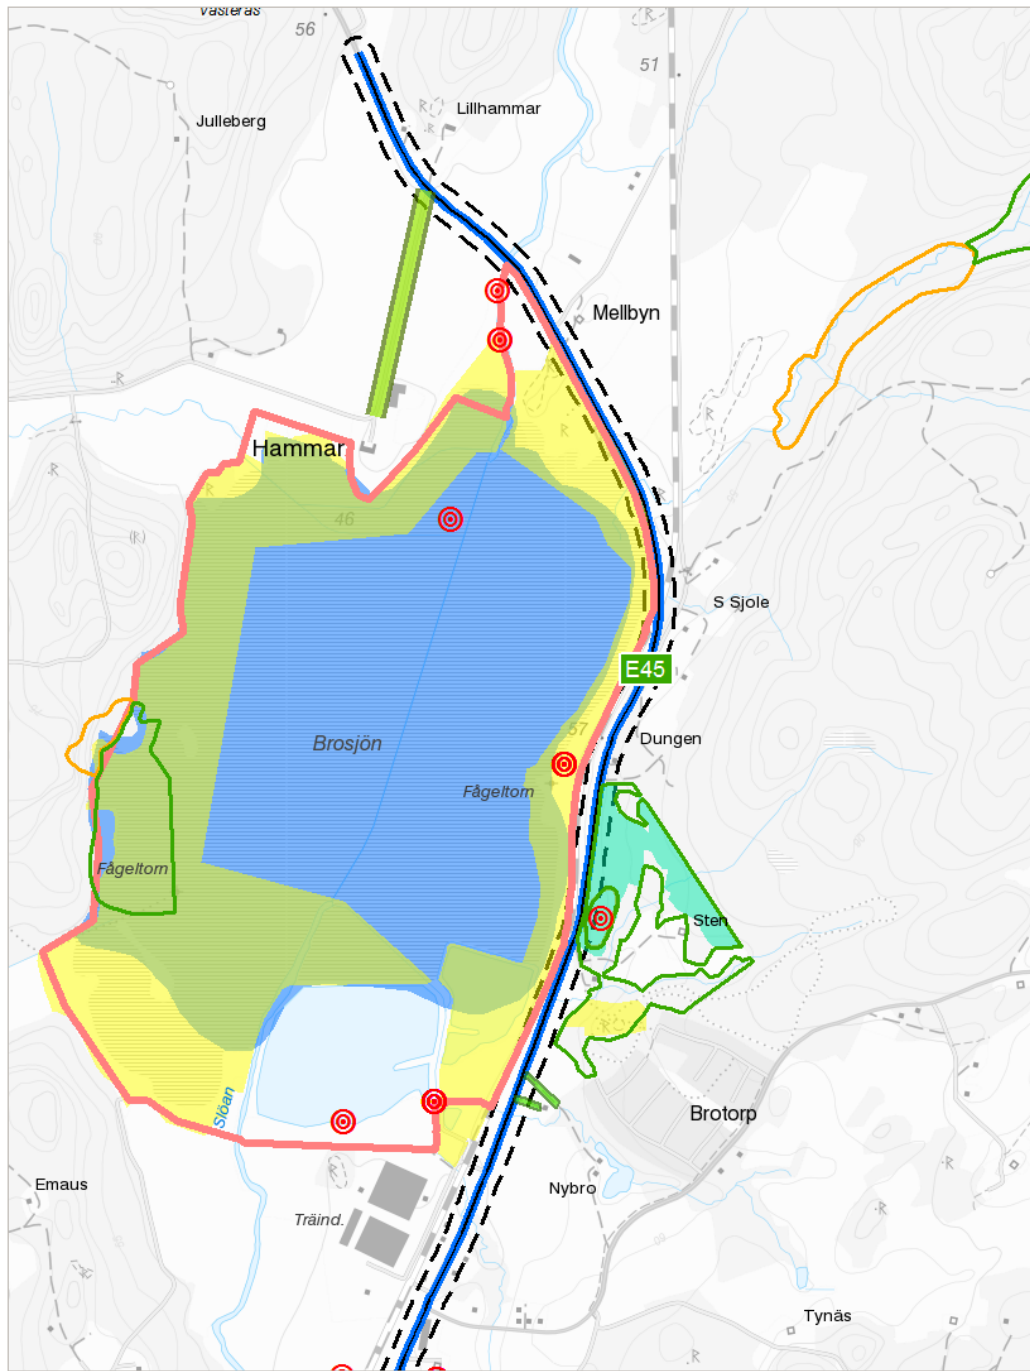 Västerås
56
51
Lillhammar
Julleberg
Mellbyn
Hammar
46
(R)
S Sjole
E45
57
Dungen
Brosjön
Fågeltorn
Fågeltorn
Sten
Slöan
Brotorp
Emaus
Nybro
Träind.
Tynäs